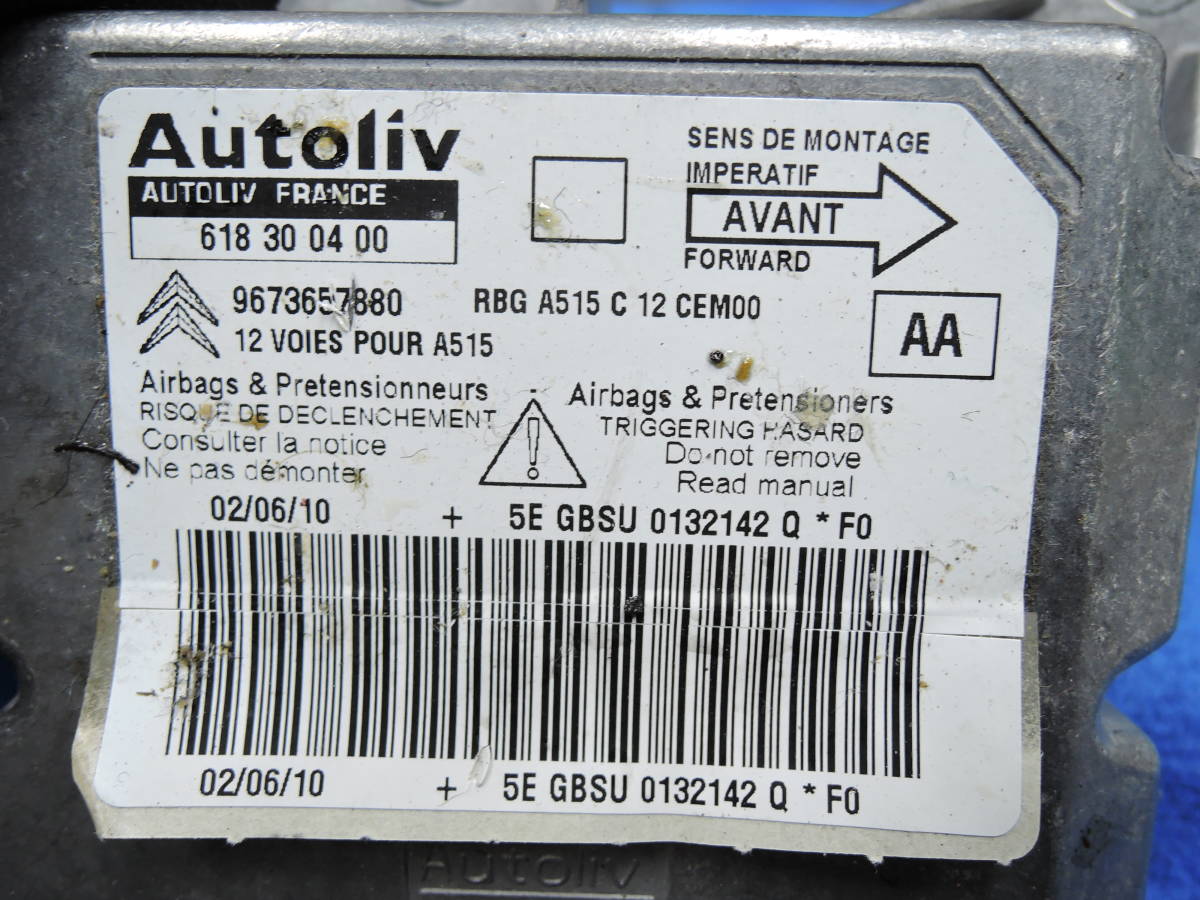 Autoliv
AUTOLIV FRANCE
618 300 04 00
SENS DE MONTAGE
IMPERATIF
AVANT
FORWARD
9673657880 RBG A515 C 12 CEM00
12 VOIES POUR A515
AA
Airbags & Pretensionneurs
RISQUE DE DECLENCHEMENT
Consulter la notice
Ne pas démonter
Airbags & Pretensioners
TRIGGERING HASARD
Do not remove
Read manual
02/06/10 + 5E GBSU 0132142 Q * F0
02/06/10 + 5E GBSU 0132142 Q * F0
Autoliv